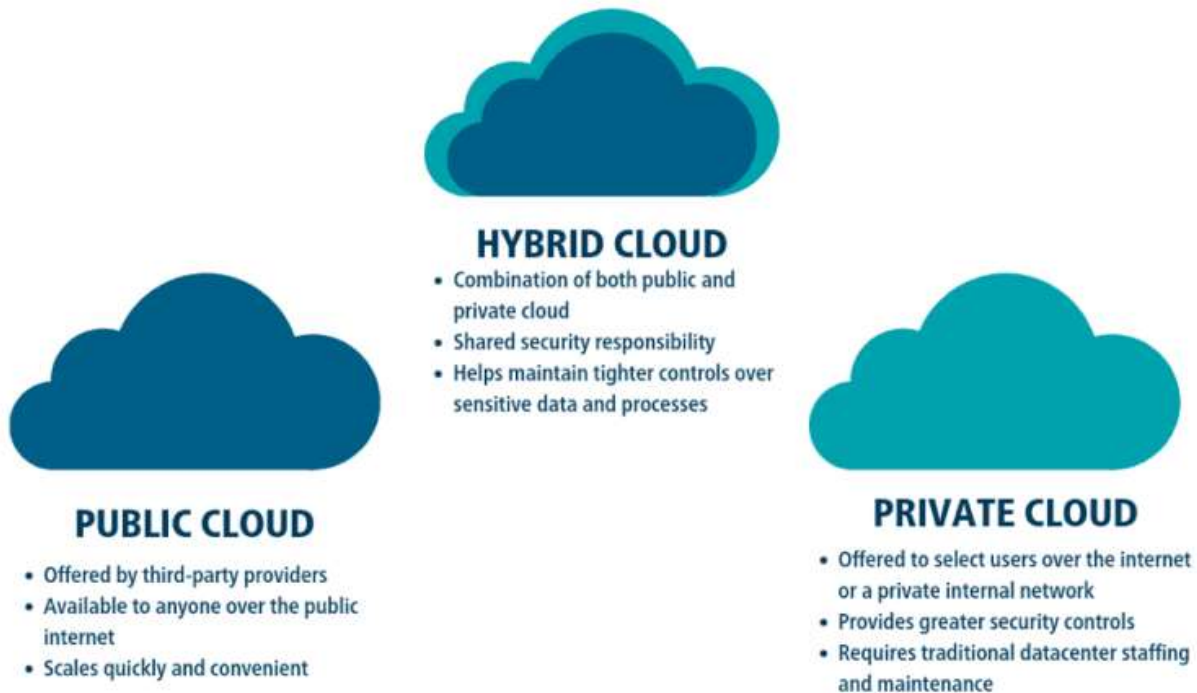 HYBRID CLOUD
• Combination of both public and
private cloud
• Shared security responsibility
• Helps maintain tighter controls over
sensitive data and processes
PUBLIC CLOUD
• Offered by third-party providers
• Available to anyone over the public
internet
• Scales quickly and convenient
PRIVATE CLOUD
• Offered to select users over the internet
or a private internal network
• Provides greater security controls
• Requires traditional datacenter staffing
and maintenance